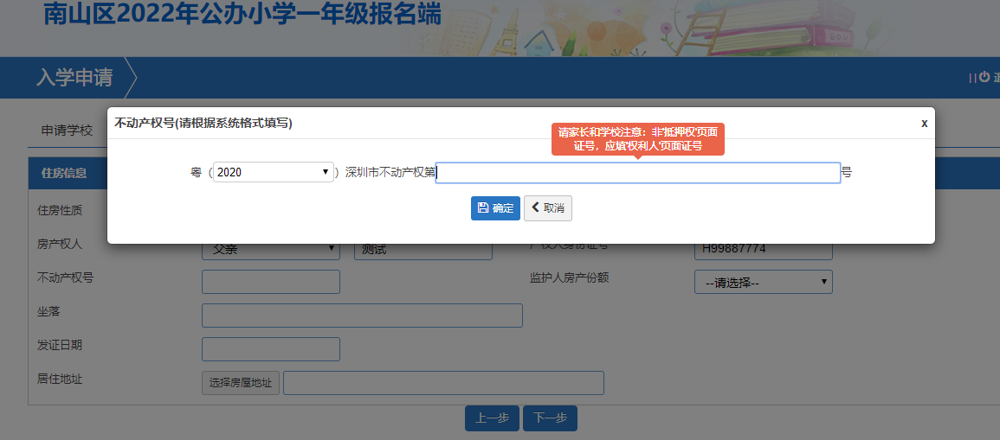 南山区2022年公办小学一年级报名端
入学申请
||
申请学校
不动产权号(请根据系统格式填写)
x
请家长和学校注意：非'抵押权'页面
证号，应填'权利人'页面证号
粤（ 2020 ）深圳市不动产权第 号
确定 取消
住房信息
住房性质
房产权人 父亲 测试 产权人身份证号 H99887774
不动产权号 监护人房产份额 --请选择--
坐落
发证日期
居住地址 选择房屋地址
上一步 下一步